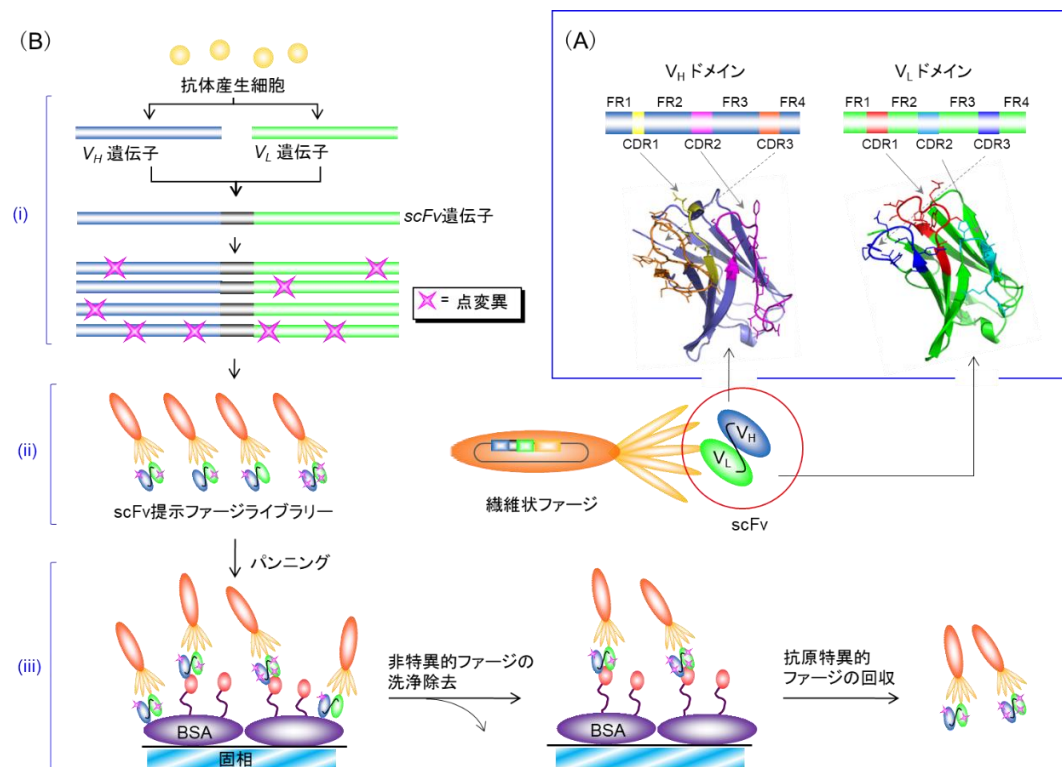 (B)
抗体産生細胞
VH 遺伝子
VL 遺伝子
(i)
scFv遺伝子
= 点変異
(ii)
scFv提示ファージライブラリー
パンニング
(iii)
BSA
固相
非特異的ファージの
洗浄除去
BSA
抗原特異的
ファージの回収
(A)
VH ドメイン
FR1 FR2 FR3 FR4
CDR1 CDR2 CDR3
VL ドメイン
FR1 FR2 FR3 FR4
CDR1 CDR2 CDR3
VH
VL
繊維状ファージ
scFv